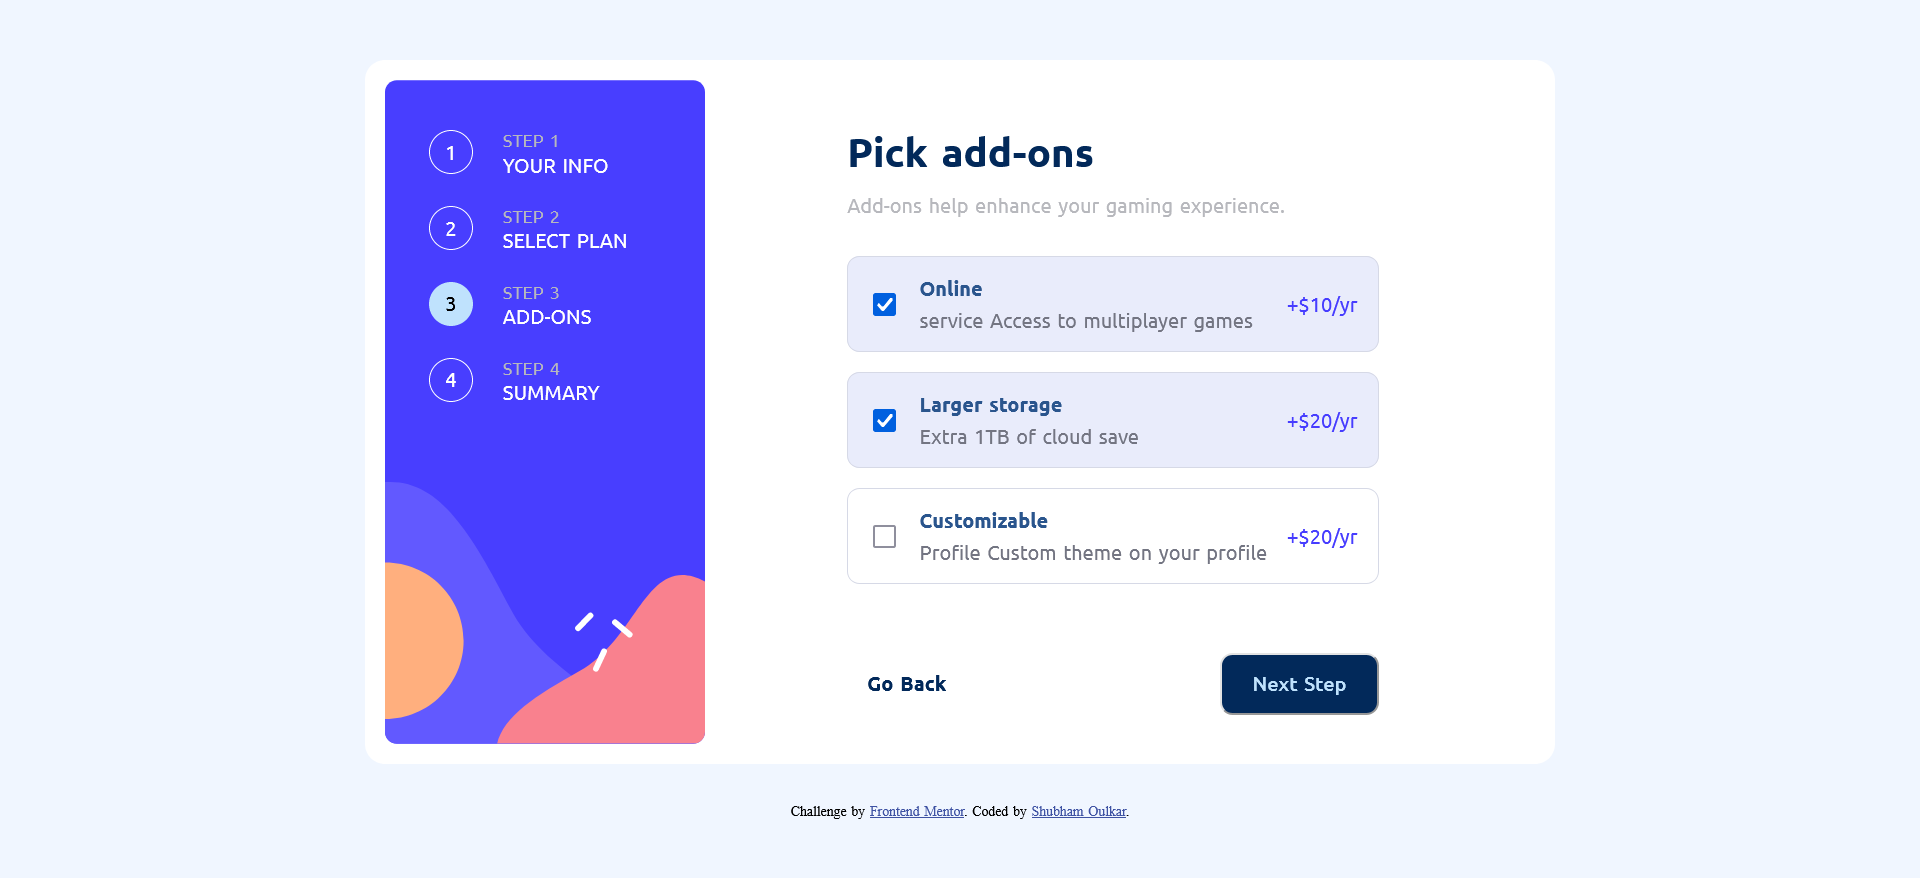 1
STEP 1
YOUR INFO
2
STEP 2
SELECT PLAN
3
STEP 3
ADD-ONS
4
STEP 4
SUMMARY
Pick add-ons
Add-ons help enhance your gaming experience.
Online
service Access to multiplayer games
+$10/yr
Larger storage
Extra 1TB of cloud save
+$20/yr
Customizable
Profile Custom theme on your profile
+$20/yr
Go Back
Next Step
Challenge by Frontend Mentor. Coded by Shubham Oulkar.